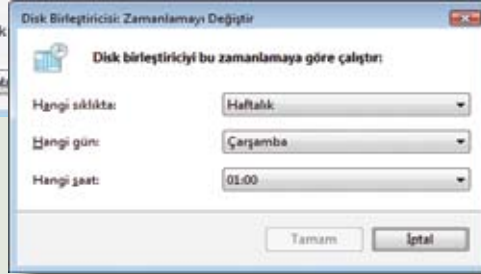 Disk Birleştiricisi: Zamanlamayı Değiştir
Disk birleştiriciyi bu zamanlamaya göre çalıştır:
Hangi sıklıkta: Haftalık
Hangi gün: Çarşamba
Hangi saat: 01:00
Tamam İptal